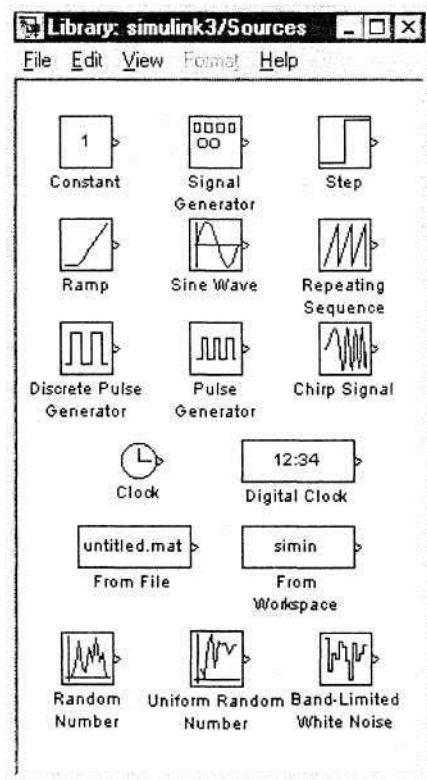 Library: simulink3/Sources
File Edit View Format Help
1
Constant
Signal
Generator
Step
Ramp
Sine Wave
Repeating
Sequence
Discrete Pulse
Generator
Pulse
Generator
Chirp Signal
Clock
12:34
Digital Clock
untitled.mat
From File
simin
From
Workspace
Random
Number
Uniform Random
Number
Band-Limited
White Noise